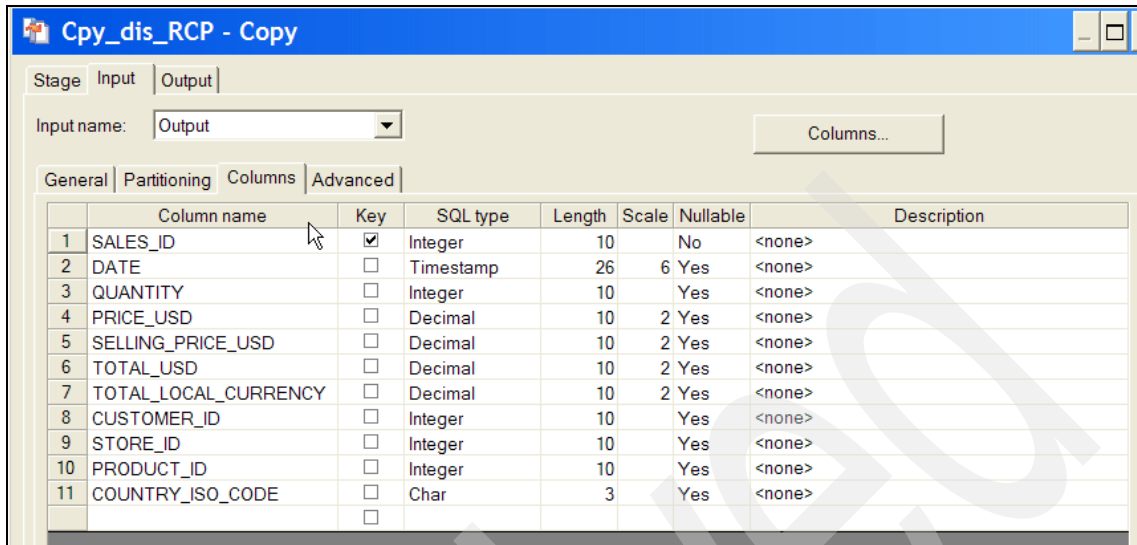 Cpy_dis_RCP - Copy
Stage Input Output
Input name: Output Columns...
General Partitioning Columns Advanced
Column name Key SQL type Length Scale Nullable Description
1 SALES_ID Integer 10 No <none>
2 DATE Timestamp 26 6 Yes <none>
3 QUANTITY Integer 10 Yes <none>
4 PRICE_USD Decimal 10 2 Yes <none>
5 SELLING_PRICE_USD Decimal 10 2 Yes <none>
6 TOTAL_USD Decimal 10 2 Yes <none>
7 TOTAL_LOCAL_CURRENCY Decimal 10 2 Yes <none>
8 CUSTOMER_ID Integer 10 Yes <none>
9 STORE_ID Integer 10 Yes <none>
10 PRODUCT_ID Integer 10 Yes <none>
11 COUNTRY_ISO_CODE Char 3 Yes <none>